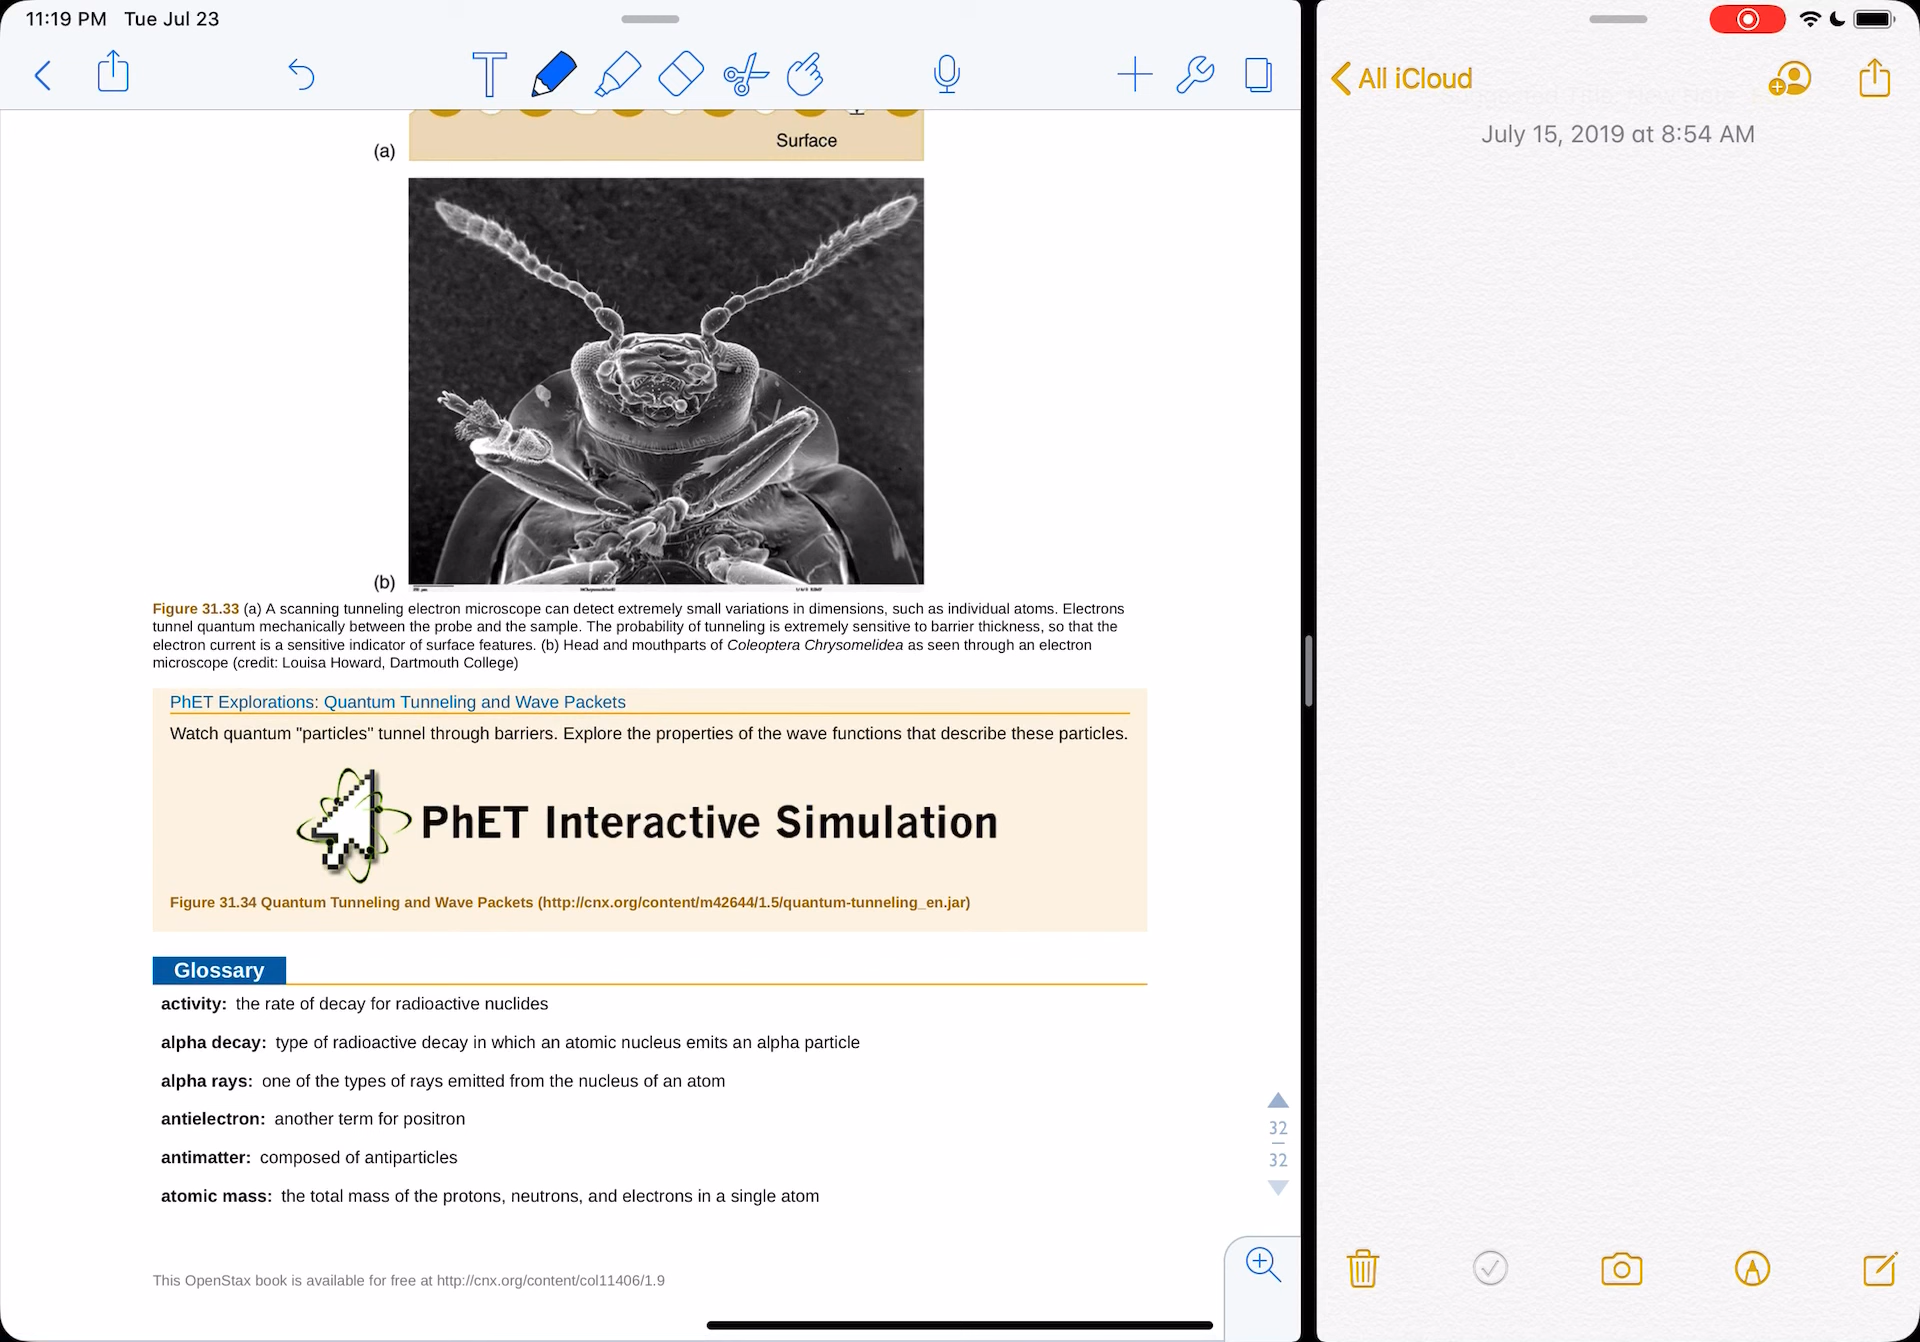 11:19 PM Tue Jul 23
All iCloud
July 15, 2019 at 8:54 AM
Surface
(a)
(b)
Figure 31.33 (a) A scanning tunneling electron microscope can detect extremely small variations in dimensions, such as individual atoms. Electrons
tunnel quantum mechanically between the probe and the sample. The probability of tunneling is extremely sensitive to barrier thickness, so that the
electron current is a sensitive indicator of surface features. (b) Head and mouthparts of Coleoptera Chrysomelidea as seen through an electron
microscope (credit: Louisa Howard, Dartmouth College)
PhET Explorations: Quantum Tunneling and Wave Packets
Watch quantum "particles" tunnel through barriers. Explore the properties of the wave functions that describe these particles.
PhET Interactive Simulation
Figure 31.34 Quantum Tunneling and Wave Packets (http://cnx.org/content/m42644/1.5/quantum-tunneling_en.jar)
Glossary
activity: the rate of decay for radioactive nuclides
alpha decay: type of radioactive decay in which an atomic nucleus emits an alpha particle
alpha rays: one of the types of rays emitted from the nucleus of an atom
antielectron: another term for positron
antimatter: composed of antiparticles
atomic mass: the total mass of the protons, neutrons, and electrons in a single atom
32
32
This OpenStax book is available for free at http://cnx.org/content/col11406/1.9